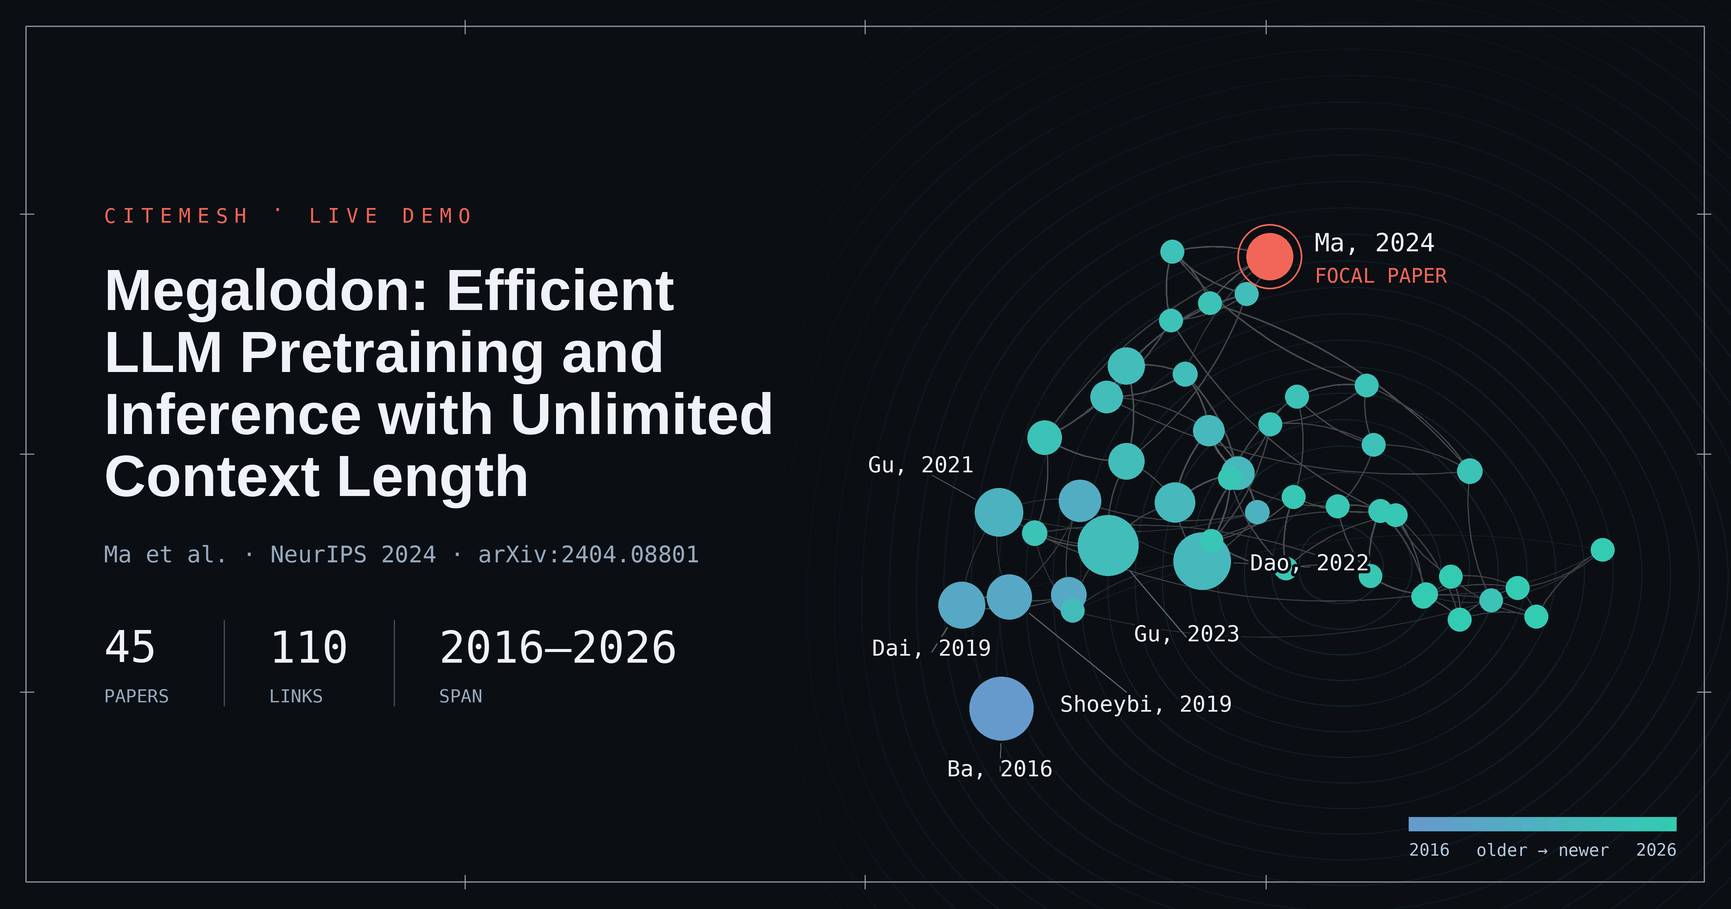 CITEMESH · LIVE DEMO
Megalodon: Efficient
LLM Pretraining and
Inference with Unlimited
Context Length
Ma et al. · NeurIPS 2024 · arXiv:2404.08801
45
PAPERS
110
LINKS
2016–2026
SPAN
Ma, 2024
FOCAL PAPER
Gu, 2021
Dao, 2022
Gu, 2023
Dai, 2019
Shoeybi, 2019
Ba, 2016
2016 older → newer 2026